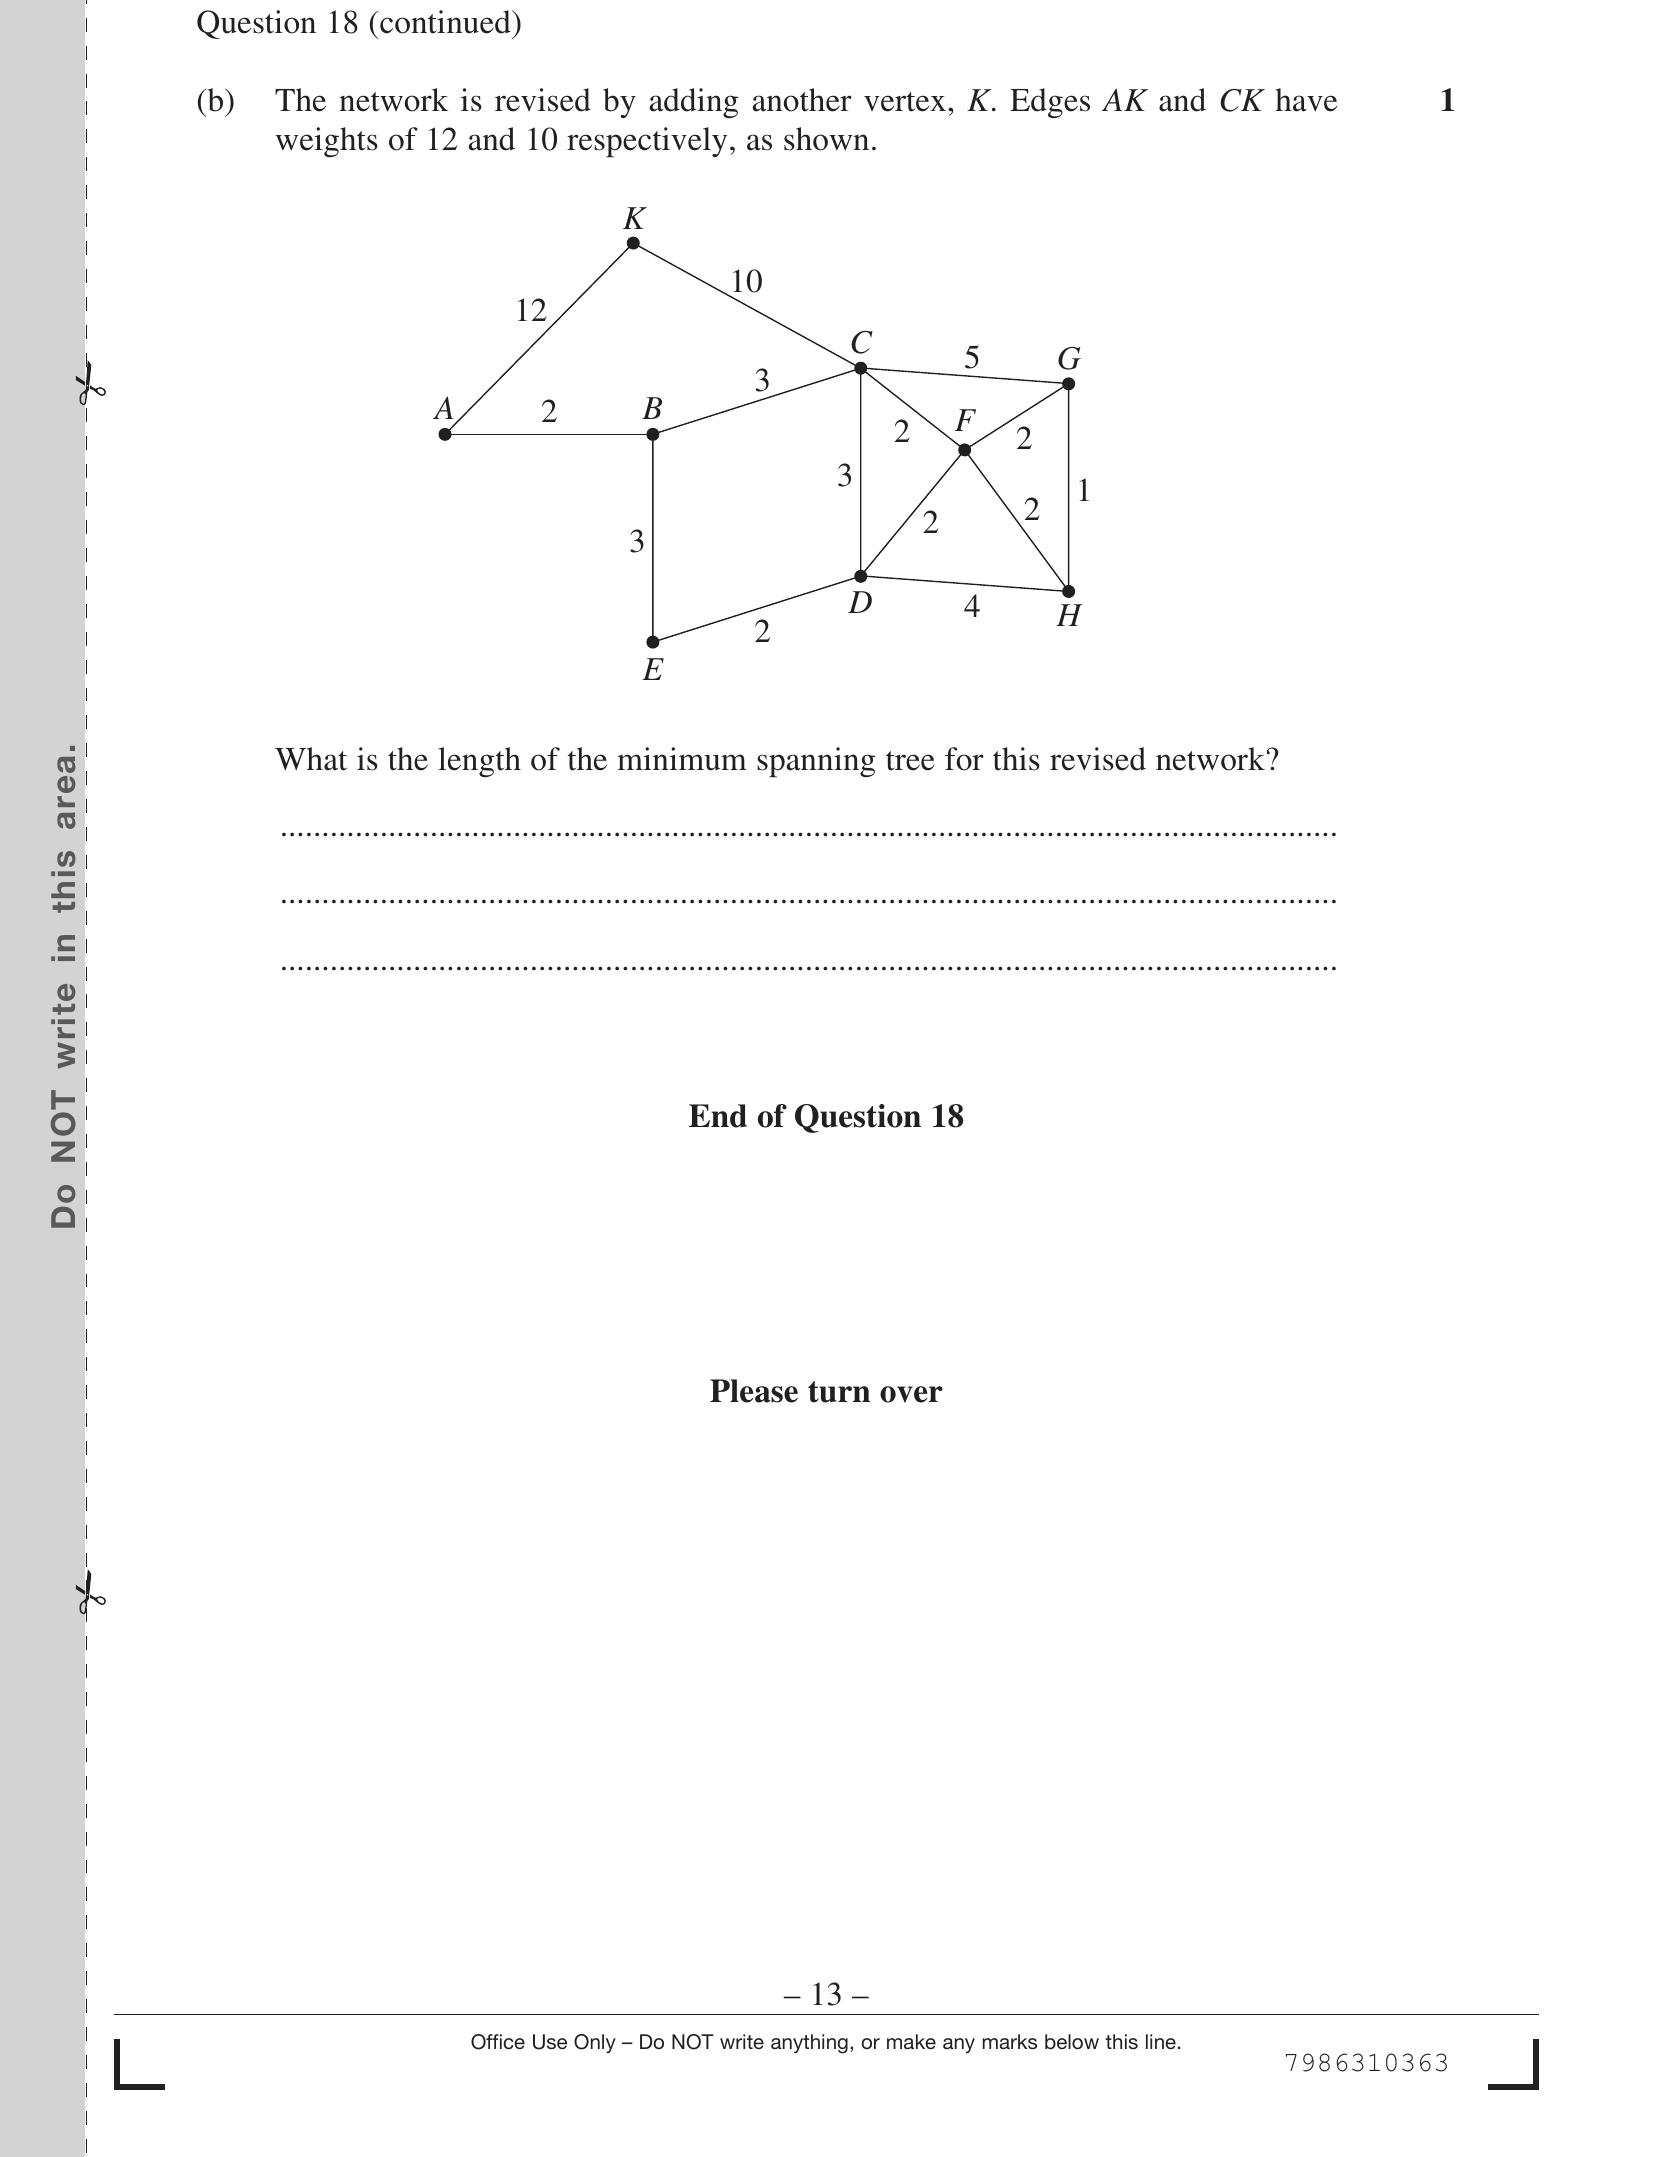 Question 18 (continued)
(b) The network is revised by adding another vertex, K. Edges AK and CK have 1
weights of 12 and 10 respectively, as shown.
K
10
12
C
5
G
3
A
2
B
F
2
2
3
1
2
2
3
D
4
H
2
E
What is the length of the minimum spanning tree for this revised network?
Do NOT write in this area.
End of Question 18
Please turn over
– 13 –
Office Use Only – Do NOT write anything, or make any marks below this line.
7986310363